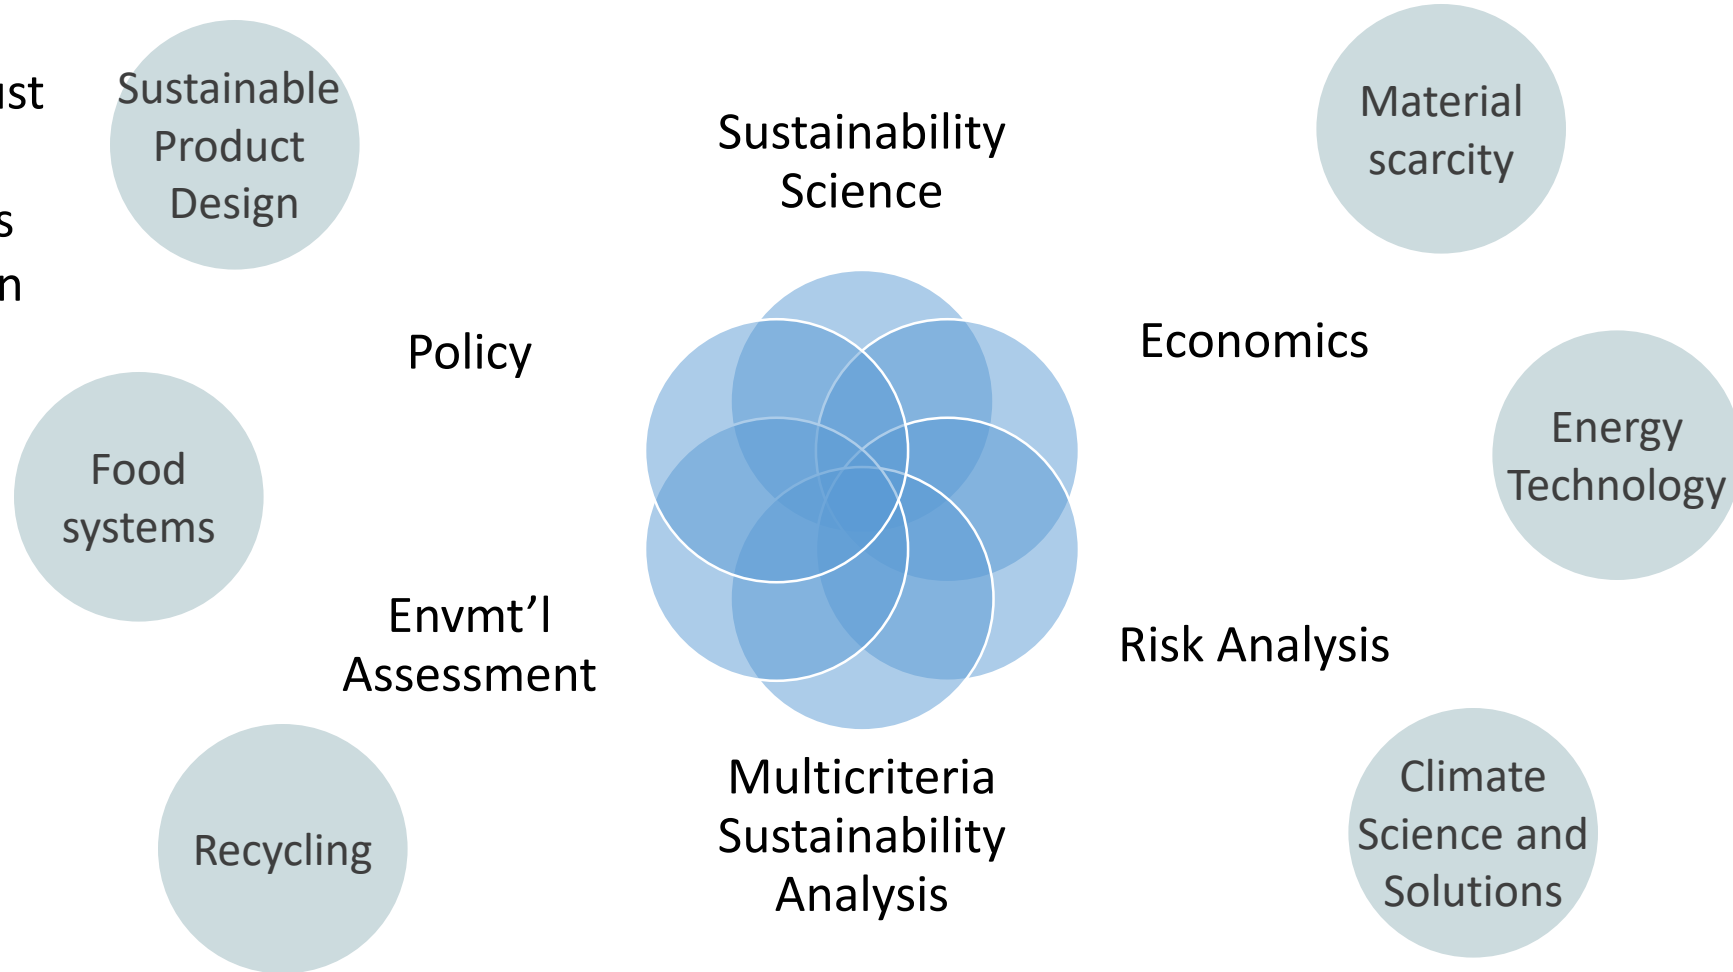 Sustainable
Product
Design
Sustainability
Science
Material
scarcity
Policy
Economics
Food
systems
Energy
Technology
Envmt’l
Assessment
Risk Analysis
Recycling
Multicriteria
Sustainability
Analysis
Climate
Science and
Solutions